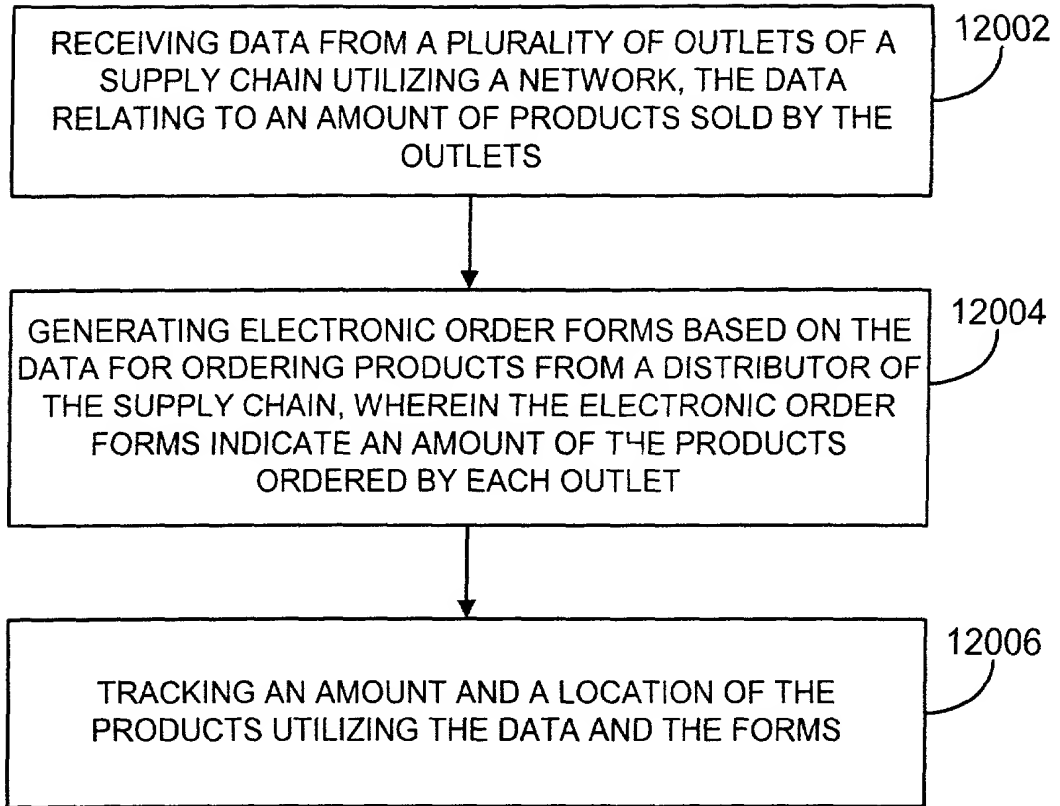 RECEIVING DATA FROM A PLURALITY OF OUTLETS OF A
SUPPLY CHAIN UTILIZING A NETWORK, THE DATA
RELATING TO AN AMOUNT OF PRODUCTS SOLD BY THE
OUTLETS
12002
GENERATING ELECTRONIC ORDER FORMS BASED ON THE
DATA FOR ORDERING PRODUCTS FROM A DISTRIBUTOR OF
THE SUPPLY CHAIN, WHEREIN THE ELECTRONIC ORDER
FORMS INDICATE AN AMOUNT OF THE PRODUCTS
ORDERED BY EACH OUTLET
12004
TRACKING AN AMOUNT AND A LOCATION OF THE
PRODUCTS UTILIZING THE DATA AND THE FORMS
12006